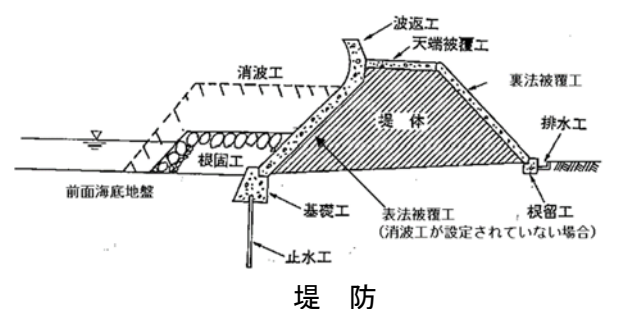 波返工
天端被覆工
消波工
裏法被覆工
堤体
排水工
根固工
前面海底地盤
基礎工
表法被覆工
(消波工が設定されていない場合)
根留工
止水工
堤 防